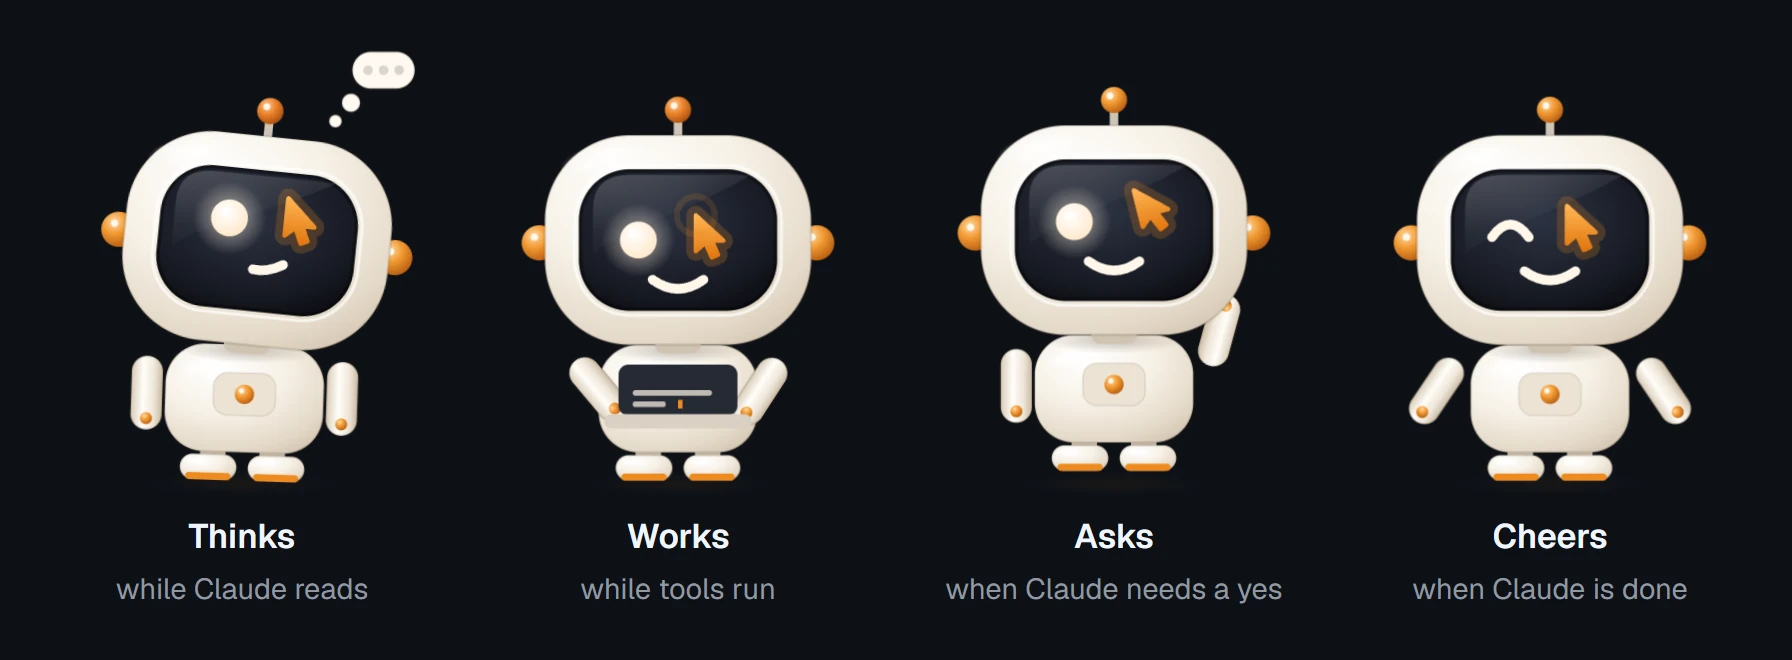 Thinks
while Claude reads
Works
while tools run
Asks
when Claude needs a yes
Cheers
when Claude is done